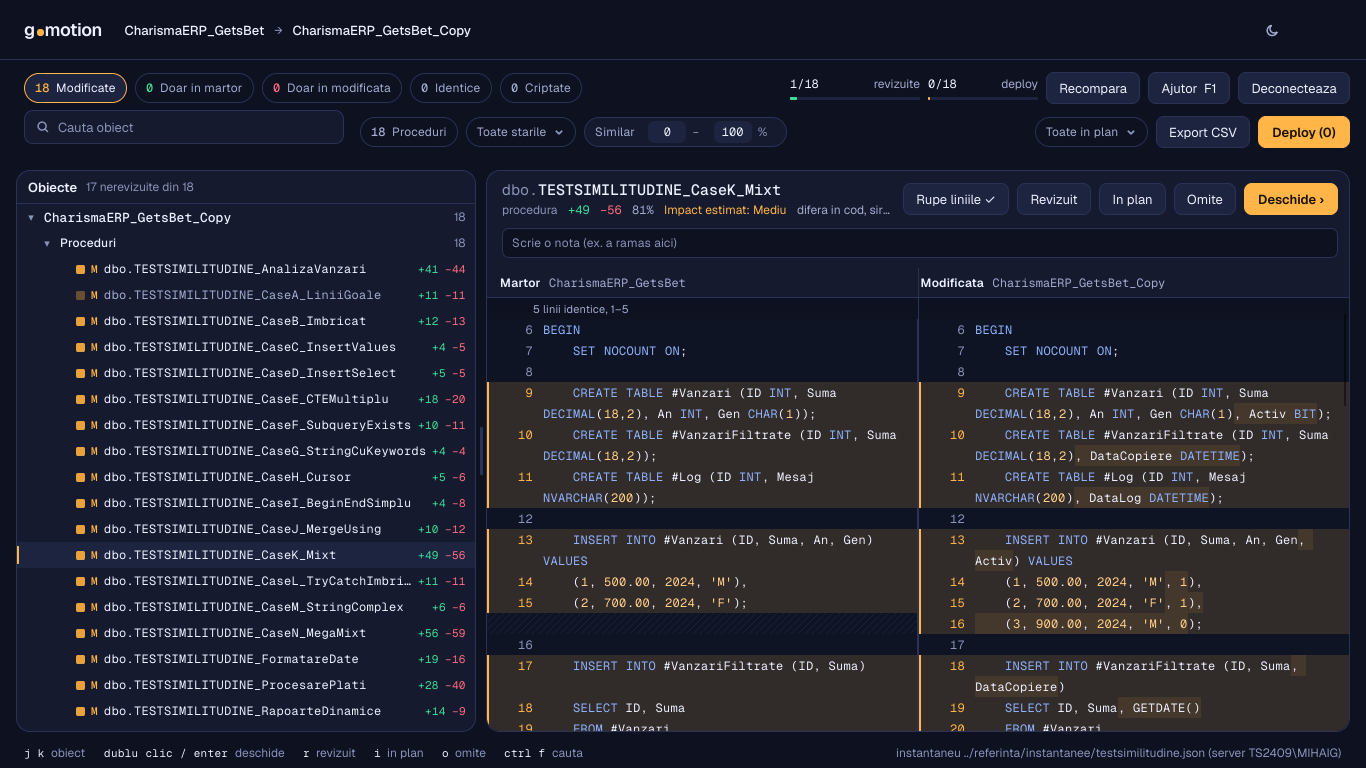 gomotion CharismaERP_GetsBet → CharismaERP_GetsBet_Copy
18 Modificate 0 Doar in martor 0 Doar in modificata 0 Identice 0 Criptate 1/18 revizuite 0/18 deploy Recompara Ajutor F1 Deconecteaza
Cauta obiect 18 Proceduri Toate starile Similar 0 – 100 % Toate in plan Export CSV Deploy (0)
Obiecte 17 nerevizuite din 18
CharismaERP_GetsBet_Copy 18
Proceduri 18
M dbo.TESTSIMILITUDINE_AnalizaVanzari +41 −44
M dbo.TESTSIMILITUDINE_CaseA_LiniiGoale +11 −11
M dbo.TESTSIMILITUDINE_CaseB_Imbricat +12 −13
M dbo.TESTSIMILITUDINE_CaseC_InsertValues +4 −5
M dbo.TESTSIMILITUDINE_CaseD_InsertSelect +5 −5
M dbo.TESTSIMILITUDINE_CaseE_CTEMultiplu +18 −20
M dbo.TESTSIMILITUDINE_CaseF_SubqueryExists +10 −11
M dbo.TESTSIMILITUDINE_CaseG_StringCuKeywords +4 −4
M dbo.TESTSIMILITUDINE_CaseH_Cursor +5 −6
M dbo.TESTSIMILITUDINE_CaseI_BeginEndSimplu +4 −8
M dbo.TESTSIMILITUDINE_CaseJ_MergeUsing +10 −12
M dbo.TESTSIMILITUDINE_CaseK_Mixt +49 −56
M dbo.TESTSIMILITUDINE_CaseL_TryCatchImbri… +11 −11
M dbo.TESTSIMILITUDINE_CaseM_StringComplex +6 −6
M dbo.TESTSIMILITUDINE_CaseN_MegaMixt +56 −59
M dbo.TESTSIMILITUDINE_FormatareDate +19 −16
M dbo.TESTSIMILITUDINE_ProcesarePlati +28 −40
M dbo.TESTSIMILITUDINE_RapoarteDinamice +14 −9
dbo.TESTSIMILITUDINE_CaseK_Mixt
procedura +49 −56 81% Impact estimat: Mediu difera in cod, sir…
Rupe liniile ✓ Revizuit In plan Omite Deschide ›
Scrie o nota (ex. a ramas aici)
Martor CharismaERP_GetsBet
5 linii identice, 1–5
6 BEGIN
7 SET NOCOUNT ON;
8
9 CREATE TABLE #Vanzari (ID INT, Suma
DECIMAL(18,2), An INT, Gen CHAR(1));
10 CREATE TABLE #VanzariFiltrate (ID INT, Suma
DECIMAL(18,2));
11 CREATE TABLE #Log (ID INT, Mesaj
NVARCHAR(200));
12
13 INSERT INTO #Vanzari (ID, Suma, An, Gen)
VALUES
14 (1, 500.00, 2024, 'M'),
15 (2, 700.00, 2024, 'F');
16
17 INSERT INTO #VanzariFiltrate (ID, Suma)
18 SELECT ID, Suma
19 FROM #Vanzari
Modificata CharismaERP_GetsBet_Copy
6 BEGIN
7 SET NOCOUNT ON;
8
9 CREATE TABLE #Vanzari (ID INT, Suma
DECIMAL(18,2), An INT, Gen CHAR(1), Activ BIT);
10 CREATE TABLE #VanzariFiltrate (ID INT, Suma
DECIMAL(18,2), DataCopiere DATETIME);
11 CREATE TABLE #Log (ID INT, Mesaj
NVARCHAR(200), DataLog DATETIME);
12
13 INSERT INTO #Vanzari (ID, Suma, An, Gen,
Activ) VALUES
14 (1, 500.00, 2024, 'M', 1),
15 (2, 700.00, 2024, 'F', 1),
16 (3, 900.00, 2024, 'M', 0);
17
18 INSERT INTO #VanzariFiltrate (ID, Suma,
DataCopiere)
19 SELECT ID, Suma, GETDATE()
20 FROM #Vanzari
j k obiect dublu clic / enter deschide r revizuit i in plan o omite ctrl f cauta
instantaneu ../referinta/instantanee/testsimilitudine.json (server TS2409\MIHAIG)